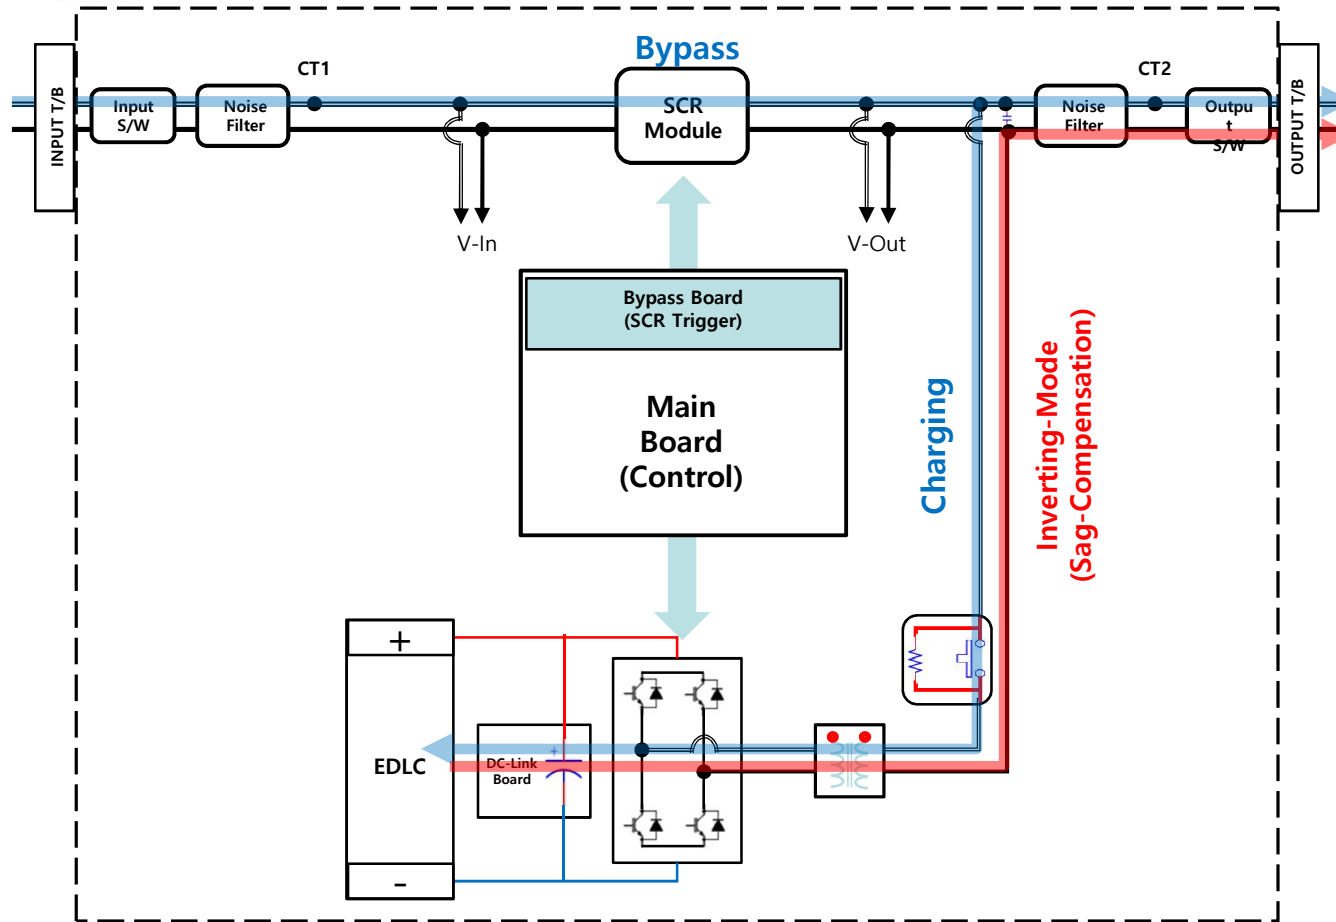 Bypass
CT1
CT2
INPUT T/B
Input
S/W
Noise
Filter
SCR
Module
Noise
Filter
Outpu
t
S/W
OUTPUT T/B
V-In
V-Out
Bypass Board
(SCR Trigger)
Main
Board
(Control)
Charging
Inverting-Mode
(Sag-Compensation)
+
EDLC
-
+
DC-Link
Board